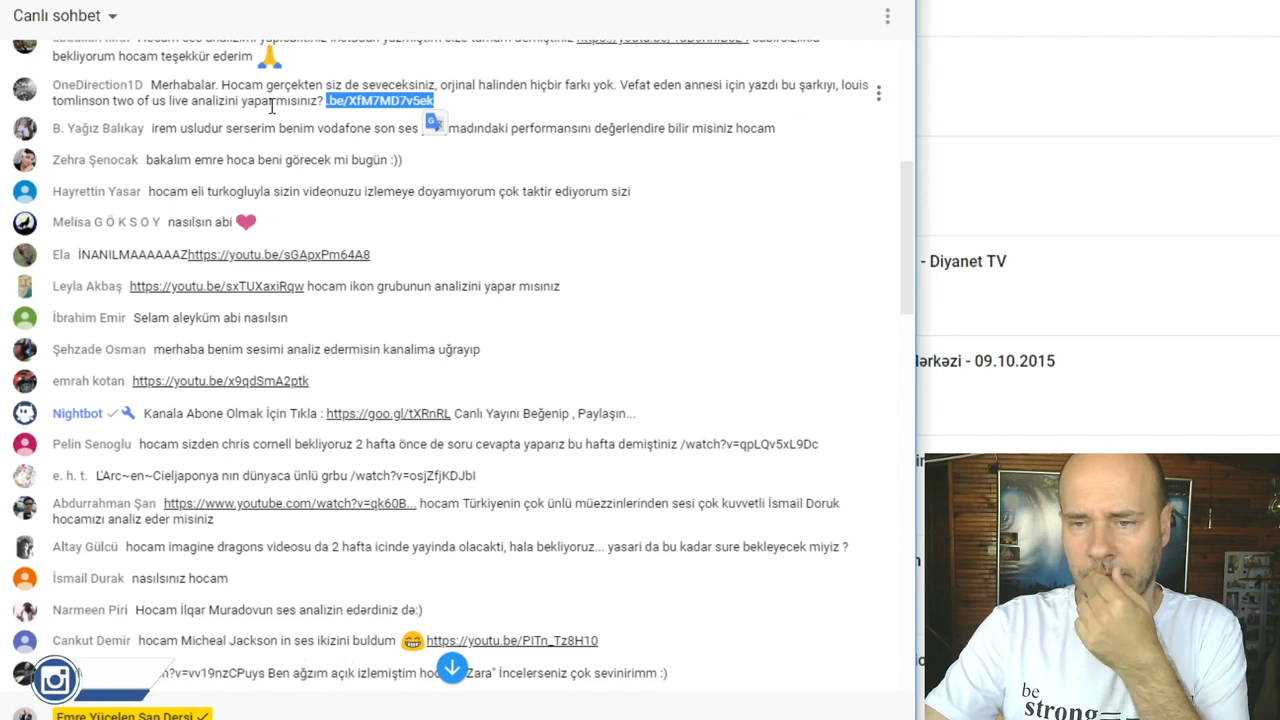 Canlı sohbet
bekliyorum hocam teşekkür ederim
OneDirection1D Merhabalar. Hocam gerçekten siz de seveceksiniz, orjinal halinden hiçbir farkı yok. Vefat eden annesi için yazdı bu şarkıyı, louis
tomlinson two of us live analizini yapar mısınız? .be/XfM7MD7v5ek
B. Yağız Balıkay irem usludur serserim benim vodafone son ses madındaki performansını değerlendire bilir misiniz hocam
Zehra Şenocak bakalım emre hoca beni görecek mi bugün :))
Hayrettin Yasar hocam eli turkogluyla sizin videonuzu izlemeye doyamıyorum çok taktir ediyorum sizi
Melisa G Ö K S O Y nasılsın abi
Ela İNANILMAAAAAAZhttps://youtu.be/sGApxPm64A8
- Diyanet TV
Leyla Akbaş https://youtu.be/sxTUXaxiRqw hocam ikon grubunun analizini yapar mısınız
İbrahim Emir Selam aleyküm abi nasılsın
Şehzade Osman merhaba benim sesimi analiz edermisin kanalıma uğrayıp
ərkəzi - 09.10.2015
emrah kotan https://youtu.be/x9qdSmA2ptk
Nightbot Kanala Abone Olmak İçin Tıkla : https://goo.gl/tXRnRL Canlı Yayını Beğenip , Paylaşın...
Pelin Senoglu hocam sizden chris cornell bekliyoruz 2 hafta önce de soru cevapta yaparız bu hafta demiştiniz /watch?v=qpLQv5xL9Dc
e. h. t. L'Arc~en~Cieljaponya nın dünyaca ünlü grbu /watch?v=osjZfjKDJbI
Abdurrahman Şan https://www.youtube.com/watch?v=qk60B... hocam Türkiyenin çok ünlü müezzinlerinden sesi çok kuvvetli İsmail Doruk
hocamızı analiz eder misiniz
Altay Gülcü hocam imagine dragons videosu da 2 hafta icinde yayinda olacakti, hala bekliyoruz... yasari da bu kadar sure bekleyecek miyiz ?
İsmail Durak nasılsınız hocam
Narmeen Piri Hocam İlqar Muradovun ses analizin edərdiniz də:)
Cankut Demir hocam Micheal Jackson in ses ikizini buldum https://youtu.be/PITn_Tz8H10
?v=vv19nzCPuys Ben ağzım açık izlemiştim Zara" İncelerseniz çok sevinirimm :)
be
strong
Emre Yücelen Şan Dersi